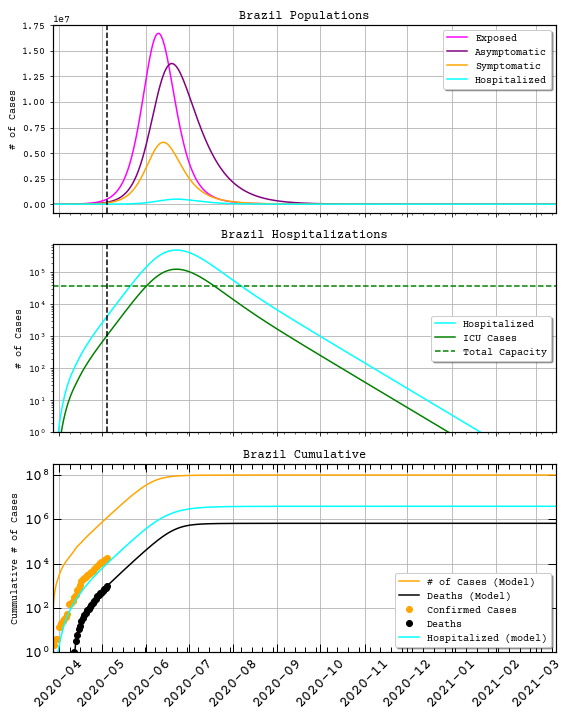 Brazil Populations
1e7
1.75
1.50
1.25
1.00
0.75
0.50
0.25
0.00
# of Cases
Exposed
Asymptomatic
Symptomatic
Hospitalized
Brazil Hospitalizations
10⁵
10⁴
10³
10²
10¹
10⁰
# of Cases
Hospitalized
ICU Cases
Total Capacity
Brazil Cumulative
10⁸
10⁶
10⁴
10²
10⁰
Cummulative # of Cases
# of Cases (Model)
Deaths (Model)
Confirmed Cases
Deaths
Hospitalized (model)
2020-04
2020-05
2020-06
2020-07
2020-08
2020-09
2020-10
2020-11
2020-12
2021-01
2021-02
2021-03